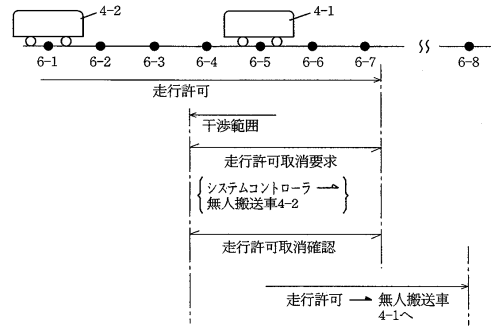 4-2
4-1
6-1 6-2 6-3 6-4 6-5 6-6 6-7 6-8
走行許可
干渉範囲
走行許可取消要求
システムコントローラ →
無人搬送車4-2
走行許可取消確認
走行許可 → 無人搬送車
4-1へ